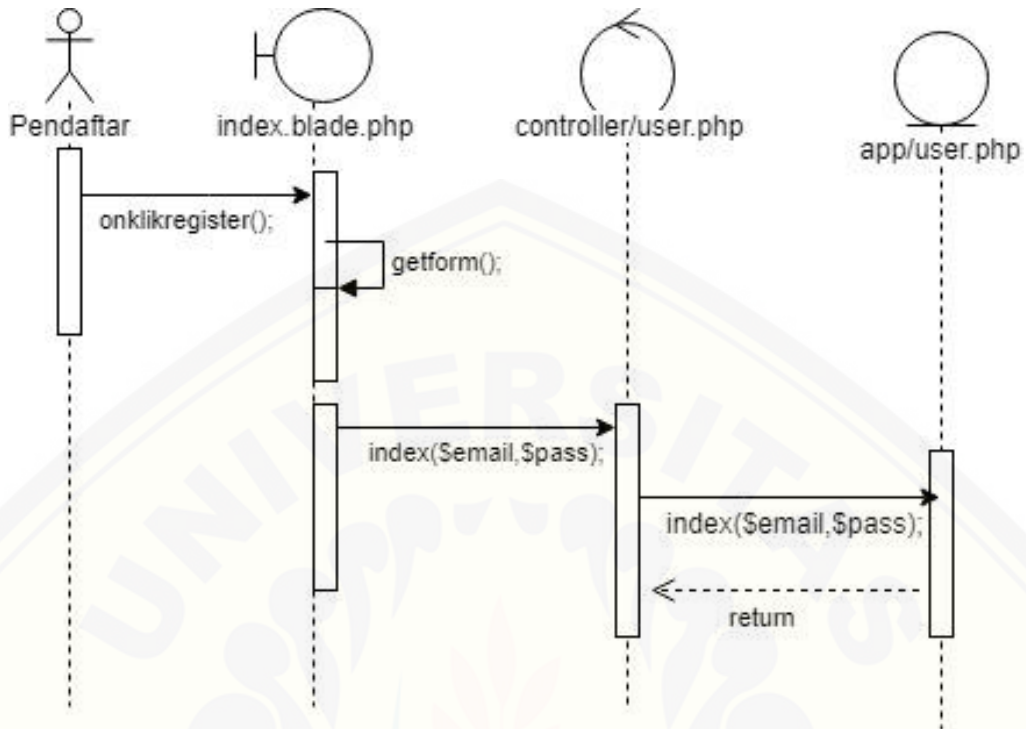 Pendaftar
index.blade.php
controller/user.php
app/user.php
onklikregister();
getform();
index($email,$pass);
index($email,$pass);
return
UNIVERSITAS